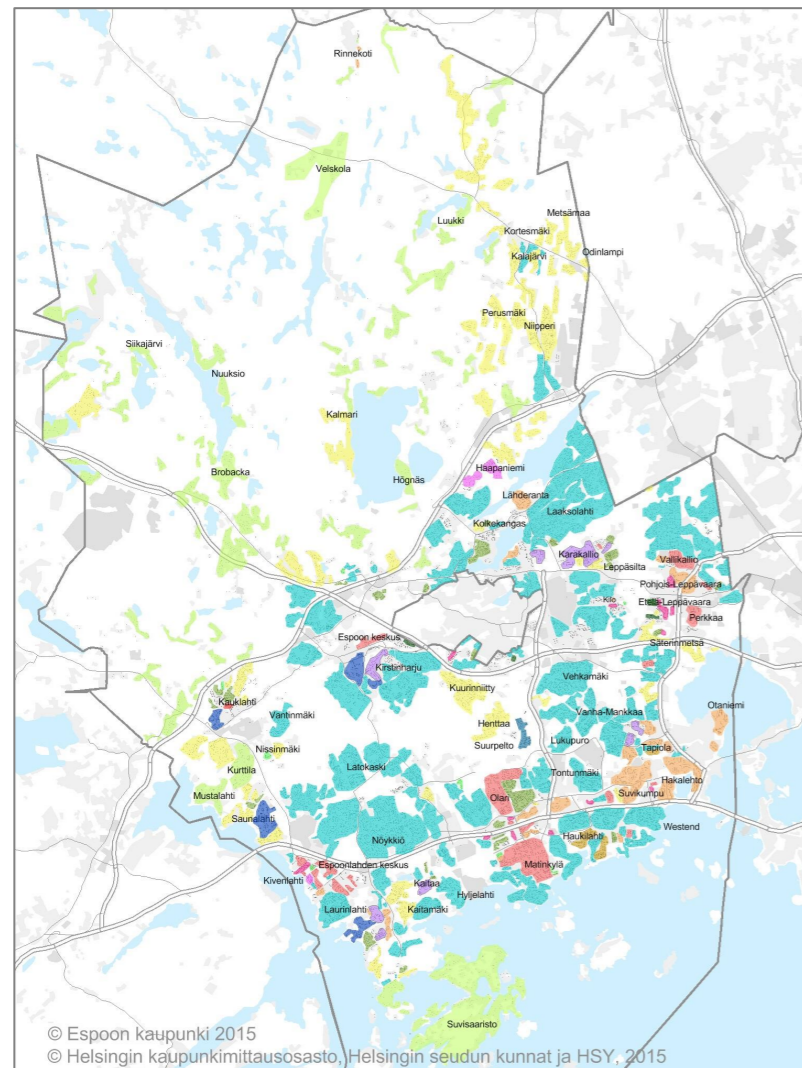 Rinnekoti
Velskola
Luukki
Metsämaa
Kortesmäki
Kalajärvi
Odinlampi
Perusmäki
Niipperi
Siikajärvi
Nuuksio
Kalmari
Brobacka
Högnäs
Haapaniemi
Lähderanta
Laaksolahti
Kolkekangas
Karakallio
Leppäsilta
Vallikallio
Pohjois-Leppävaara
Kilo
Etelä-Leppävaara
Perkkaa
Espoon keskus
Säterinmetsä
Kirstinharju
Kuurinniitty
Vehkamäki
Kauklahti
Vanttinmäki
Henttaa
Vanha-Mankkaa
Otaniemi
Suurpelto
Lukupuro
Tapiola
Nissinmäki
Kurttila
Latokaski
Tontunmäki
Hakalehto
Mustalahti
Olari
Suvikumpu
Saunalahti
Nöykkiö
Haukilahti
Westend
Espoonlahden keskus
Matinkylä
Kivenlahti
Kaitaa
Hyljelahti
Laurinlahti
Kaitamäki
Suvisaaristo
© Espoon kaupunki 2015
© Helsingin kaupunkimittausosasto, Helsingin seudun kunnat ja HSY, 2015